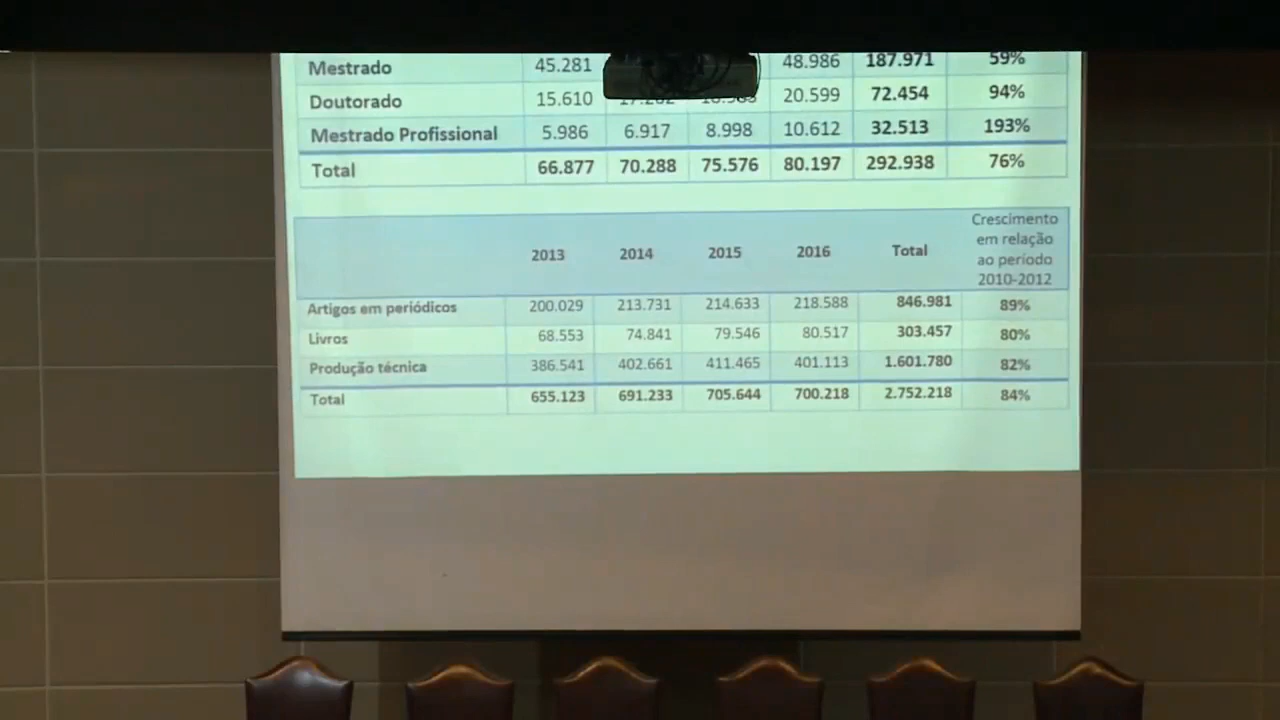 Mestrado 45.281 48.986 187.971 59%
Doutorado 15.610 20.599 72.454 94%
Mestrado Profissional 5.986 6.917 8.998 10.612 32.513 193%
Total 66.877 70.288 75.576 80.197 292.938 76%
2013 2014 2015 2016 Total Crescimento
em relação
ao período
2010-2012
Artigos em periódicos 200.029 213.731 214.633 218.588 846.981 89%
Livros 68.553 74.841 79.546 80.517 303.457 80%
Produção técnica 386.541 402.661 411.465 401.113 1.601.780 82%
Total 655.123 691.233 705.644 700.218 2.752.218 84%